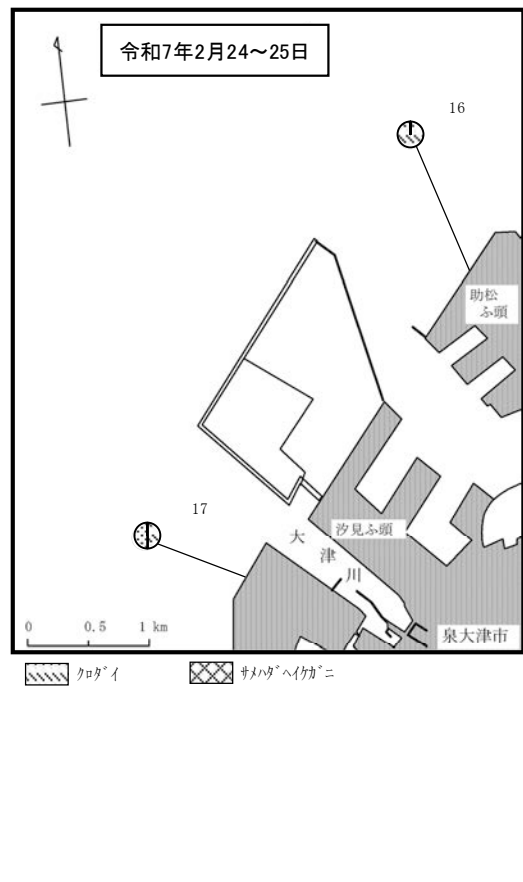 令和7年2月24～25日
16
助松
ふ頭
17
汐見ふ頭
大津川
0 0.5 1 km
泉大津市
ｸﾛﾀﾞｲ ｻﾒﾊﾀﾞﾍｲｹｶﾞﾆ